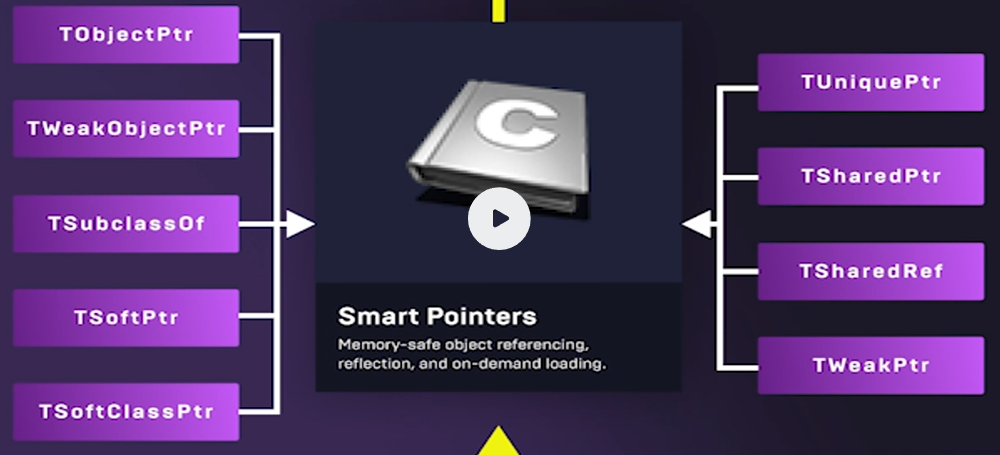 TObjectPtr
TWeakObjectPtr
TSubclassOf
TSoftPtr
TSoftClassPtr
C
Smart Pointers
Memory-safe object referencing,
reflection, and on-demand loading.
TUniquePtr
TSharedPtr
TSharedRef
TWeakPtr